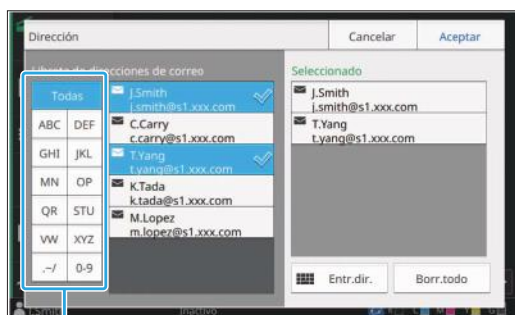 Dirección
Cancelar
Aceptar
Libreta de direcciones de correo
Seleccionado
Todas
ABC DEF
GHI JKL
MN OP
QR STU
VW XYZ
.-/ 0-9
J.Smith
j.smith@s1.xxx.com
C.Carry
c.carry@s1.xxx.com
T.Yang
t.yang@s1.xxx.com
K.Tada
k.tada@s1.xxx.com
M.Lopez
m.lopez@s1.xxx.com
J.Smith
j.smith@s1.xxx.com
T.Yang
t.yang@s1.xxx.com
Entr.dir.
Borr.todo
J.Smith
Inactivo
C M Y